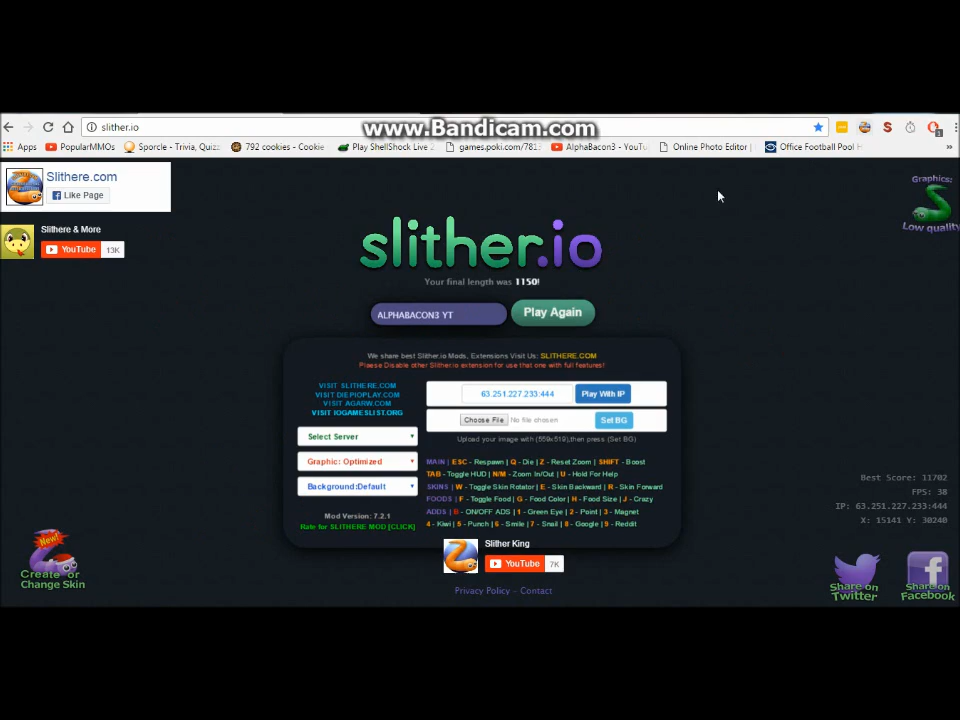 slither.io
www.Bandicam.com
Apps PopularMMOs Sporcle - Trivia, Quiz: 792 cookies - Cookie Play ShellShock Live 2 games.poki.com/781 AlphaBacon3 - YouTu Online Photo Editor | Office Football Pool H »
Slithere.com
Like Page
Slithere & More
YouTube 13K
Graphics:
Low quality
slither.io
Your final length was 1150!
ALPHABACON3 YT Play Again
We share best Slither.io Mods, Extensions Visit Us: SLITHERE.COM
Please Disable other Slither.io extension for use that one with full features!
VISIT SLITHERE.COM
VISIT DIEPIOPLAY.COM
VISIT AGARW.COM
VISIT IOGAMESLIST.ORG
Select Server
Graphic: Optimized
Background:Default
Mod Version: 7.2.1
Rate for SLITHERE MOD [CLICK]
63.251.227.233:444 Play With IP
Choose File No file chosen Set BG
Upload your image with (559x519),then press (Set BG)
MAIN | ESC - Respawn | Q - Die | Z - Reset Zoom | SHIFT - Boost
TAB - Toggle HUD | N/M - Zoom In/Out | U - Hold For Help
SKINS | W - Toggle Skin Rotator | E - Skin Backward | R - Skin Forward
FOODS | F - Toggle Food | G - Food Color | H - Food Size | J - Crazy
ADDS | B - ON/OFF ADS | 1 - Green Eye | 2 - Point | 3 - Magnet
4 - Kiwi | 5 - Punch | 6 - Smile | 7 - Snail | 8 - Google | 9 - Reddit
Best Score: 11702
FPS: 38
IP: 63.251.227.233:444
X: 15141 Y: 30240
Slither King
YouTube 7K
New!
Create or
Change Skin
Share on
Twitter
Share on
Facebook
Privacy Policy - Contact